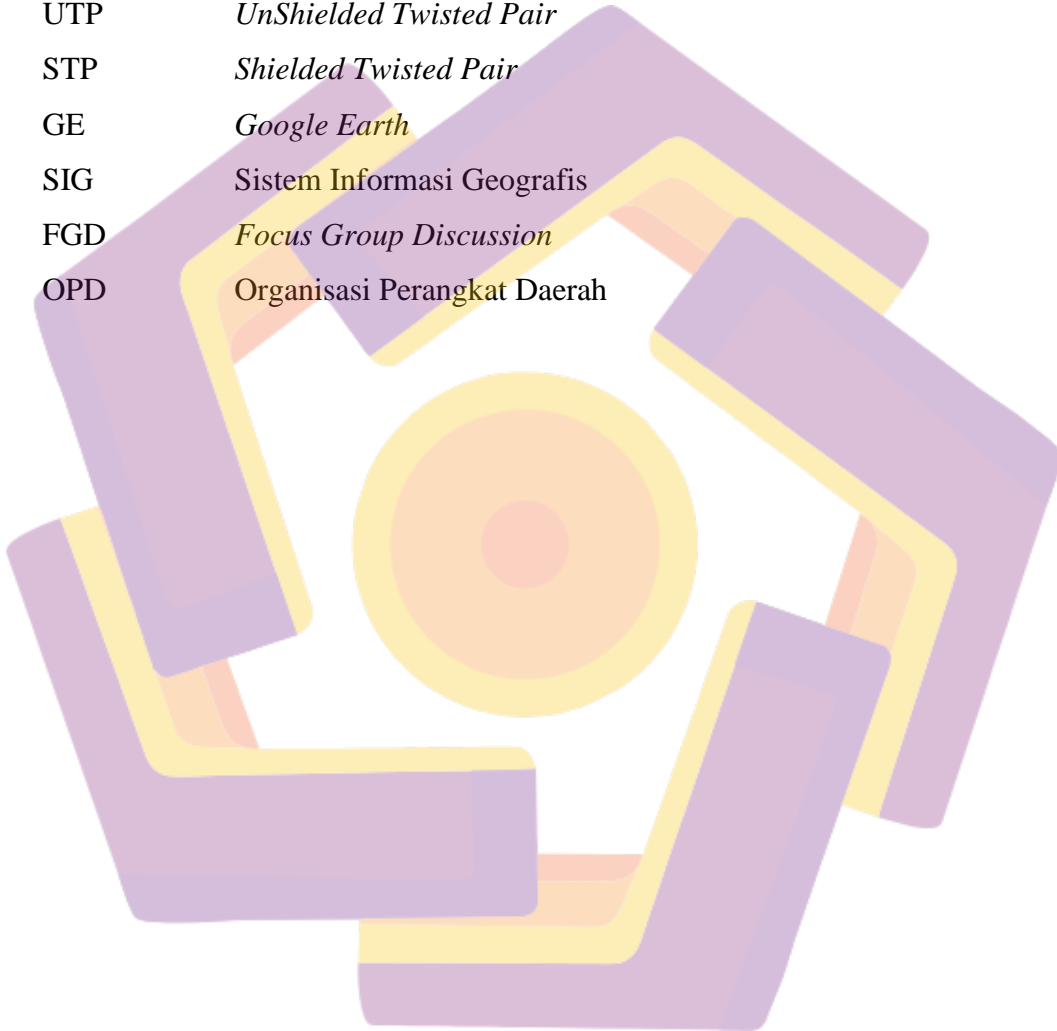 UTP UnShielded Twisted Pair
STP Shielded Twisted Pair
GE Google Earth
SIG Sistem Informasi Geografis
FGD Focus Group Discussion
OPD Organisasi Perangkat Daerah